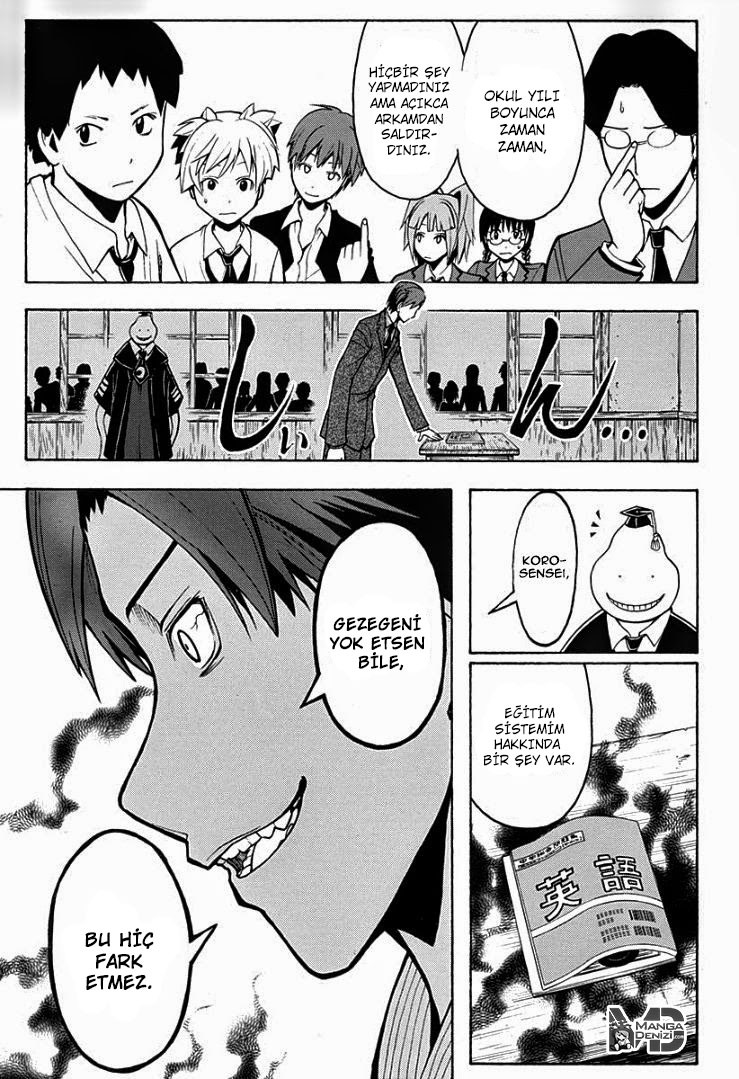 OKUL YILI
BOYUNCA
ZAMAN
ZAMAN,
HİÇBİR ŞEY
YAPMADINIZ
AMA AÇIKCA
ARKAMDAN
SALDIR-
DINIZ.
しぃん...
KORO-
SENSEI,
EĞİTİM
SİSTEMİM
HAKKINDA
BİR ŞEY VAR.
英語
GEZEGENİ
YOK ETSEN
BİLE,
BU HİÇ
FARK
ETMEZ.
MD
MANGA
DENİZİ